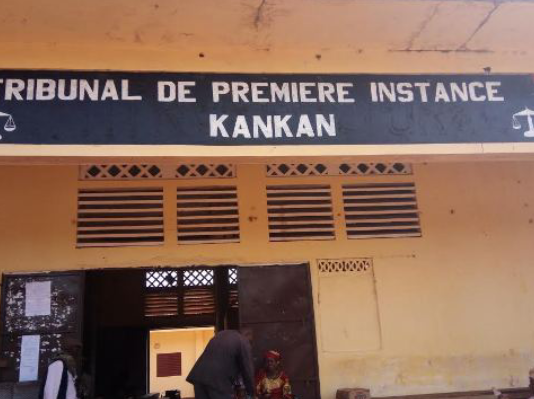 TRIBUNAL DE PREMIERE INSTANCE
KANKAN